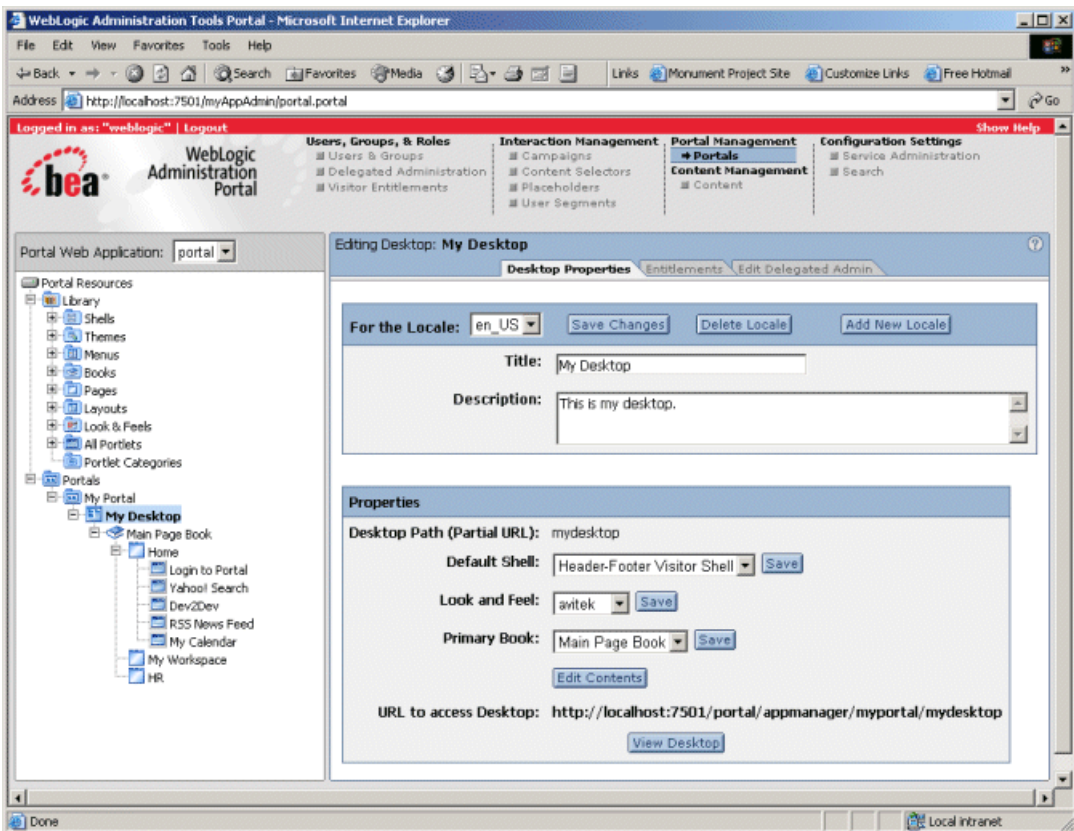 WebLogic Administration Tools Portal - Microsoft Internet Explorer
File Edit View Favorites Tools Help
Back Search Favorites Media Links Monument Project Site Customize Links Free Hotmail »
Address http://localhost:7501/myAppAdmin/portal.portal Go
Logged in as: "weblogic" | Logout Show Help
bea
WebLogic
Administration
Portal
Users, Groups, & Roles
Users & Groups
Delegated Administration
Visitor Entitlements
Interaction Management
Campaigns
Content Selectors
Placeholders
User Segments
Portal Management
Portals
Content Management
Content
Configuration Settings
Service Administration
Search
Portal Web Application: portal
Portal Resources
Library
Shells
Themes
Menus
Books
Pages
Layouts
Look & Feels
All Portlets
Portlet Categories
Portals
My Portal
My Desktop
Main Page Book
Home
Login to Portal
Yahoo! Search
Dev2Dev
RSS News Feed
My Calendar
My Workspace
HR
Editing Desktop: My Desktop ?
Desktop Properties Entitlements Edit Delegated Admin
For the Locale: en_US Save Changes Delete Locale Add New Locale
Title: My Desktop
Description: This is my desktop.
Properties
Desktop Path (Partial URL): mydesktop
Default Shell: Header-Footer Visitor Shell Save
Look and Feel: avitek Save
Primary Book: Main Page Book Save
Edit Contents
URL to access Desktop: http://localhost:7501/portal/appmanager/myportal/mydesktop
View Desktop
Done Local intranet